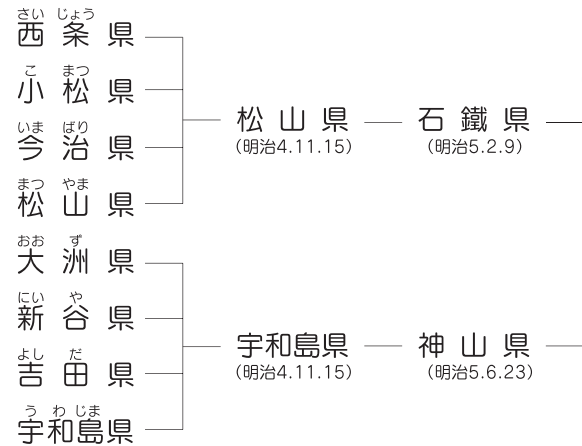 さい じょう
西条県
こ まつ
小松県
いま ばり
今治県
まつ やま
松山県
おお ず
大洲県
にい や
新谷県
よし だ
吉田県
う わ じま
宇和島県
松山県
(明治4.11.15)
宇和島県
(明治4.11.15)
石鐵県
(明治5.2.9)
神山県
(明治5.6.23)